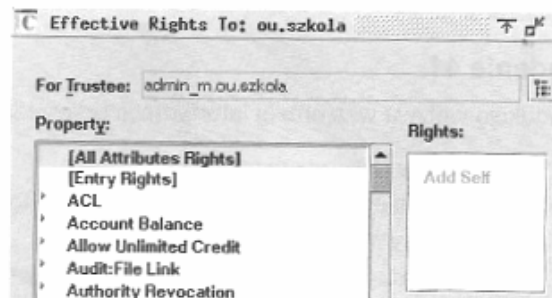 Effective Rights To: ou.szkola
For Trustee: admin_m.ou.szkola
Property:
Rights:
[All Attributes Rights]
[Entry Rights]
ACL
Account Balance
Allow Unlimited Credit
Audit:File Link
Authority Revocation
Add Self